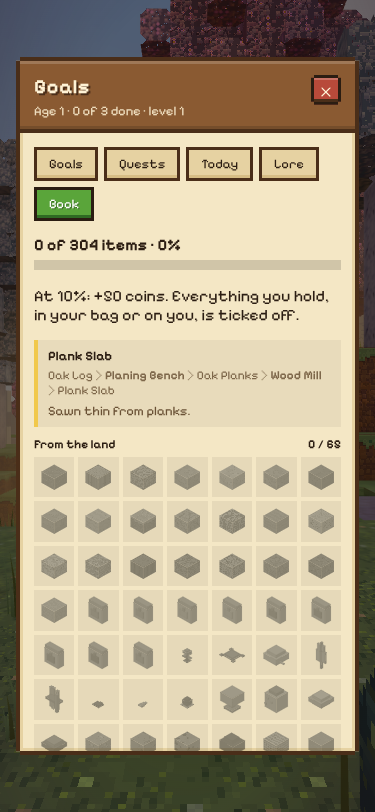 Goals
Age 1 · 0 of 3 done · level 1
Goals
Quests
Today
Lore
Book
0 of 304 items · 0%
At 10%: +80 coins. Everything you hold,
in your bag or on you, is ticked off.
Plank Slab
Oak Log > Planing Bench > Oak Planks > Wood Mill
> Plank Slab
Sawn thin from planks.
From the land
0 / 68